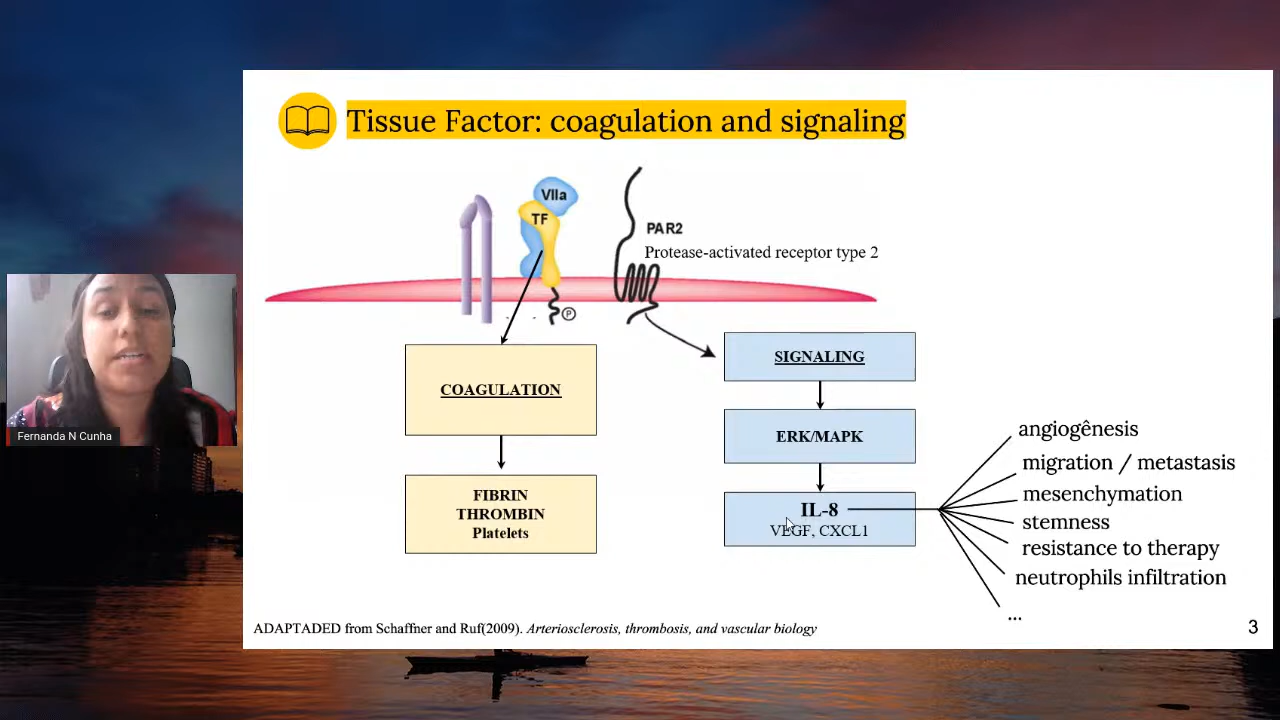 Tissue Factor: coagulation and signaling
VIIa
TF
PAR2
Protease-activated receptor type 2
P
COAGULATION
FIBRIN
THROMBIN
Platelets
SIGNALING
ERK/MAPK
IL-8
VEGF, CXCL1
angiogênesis
migration / metastasis
mesenchymation
stemness
resistance to therapy
neutrophils infiltration
...
Fernanda N Cunha
ADAPTADED from Schaffner and Ruf(2009). Arteriosclerosis, thrombosis, and vascular biology
3